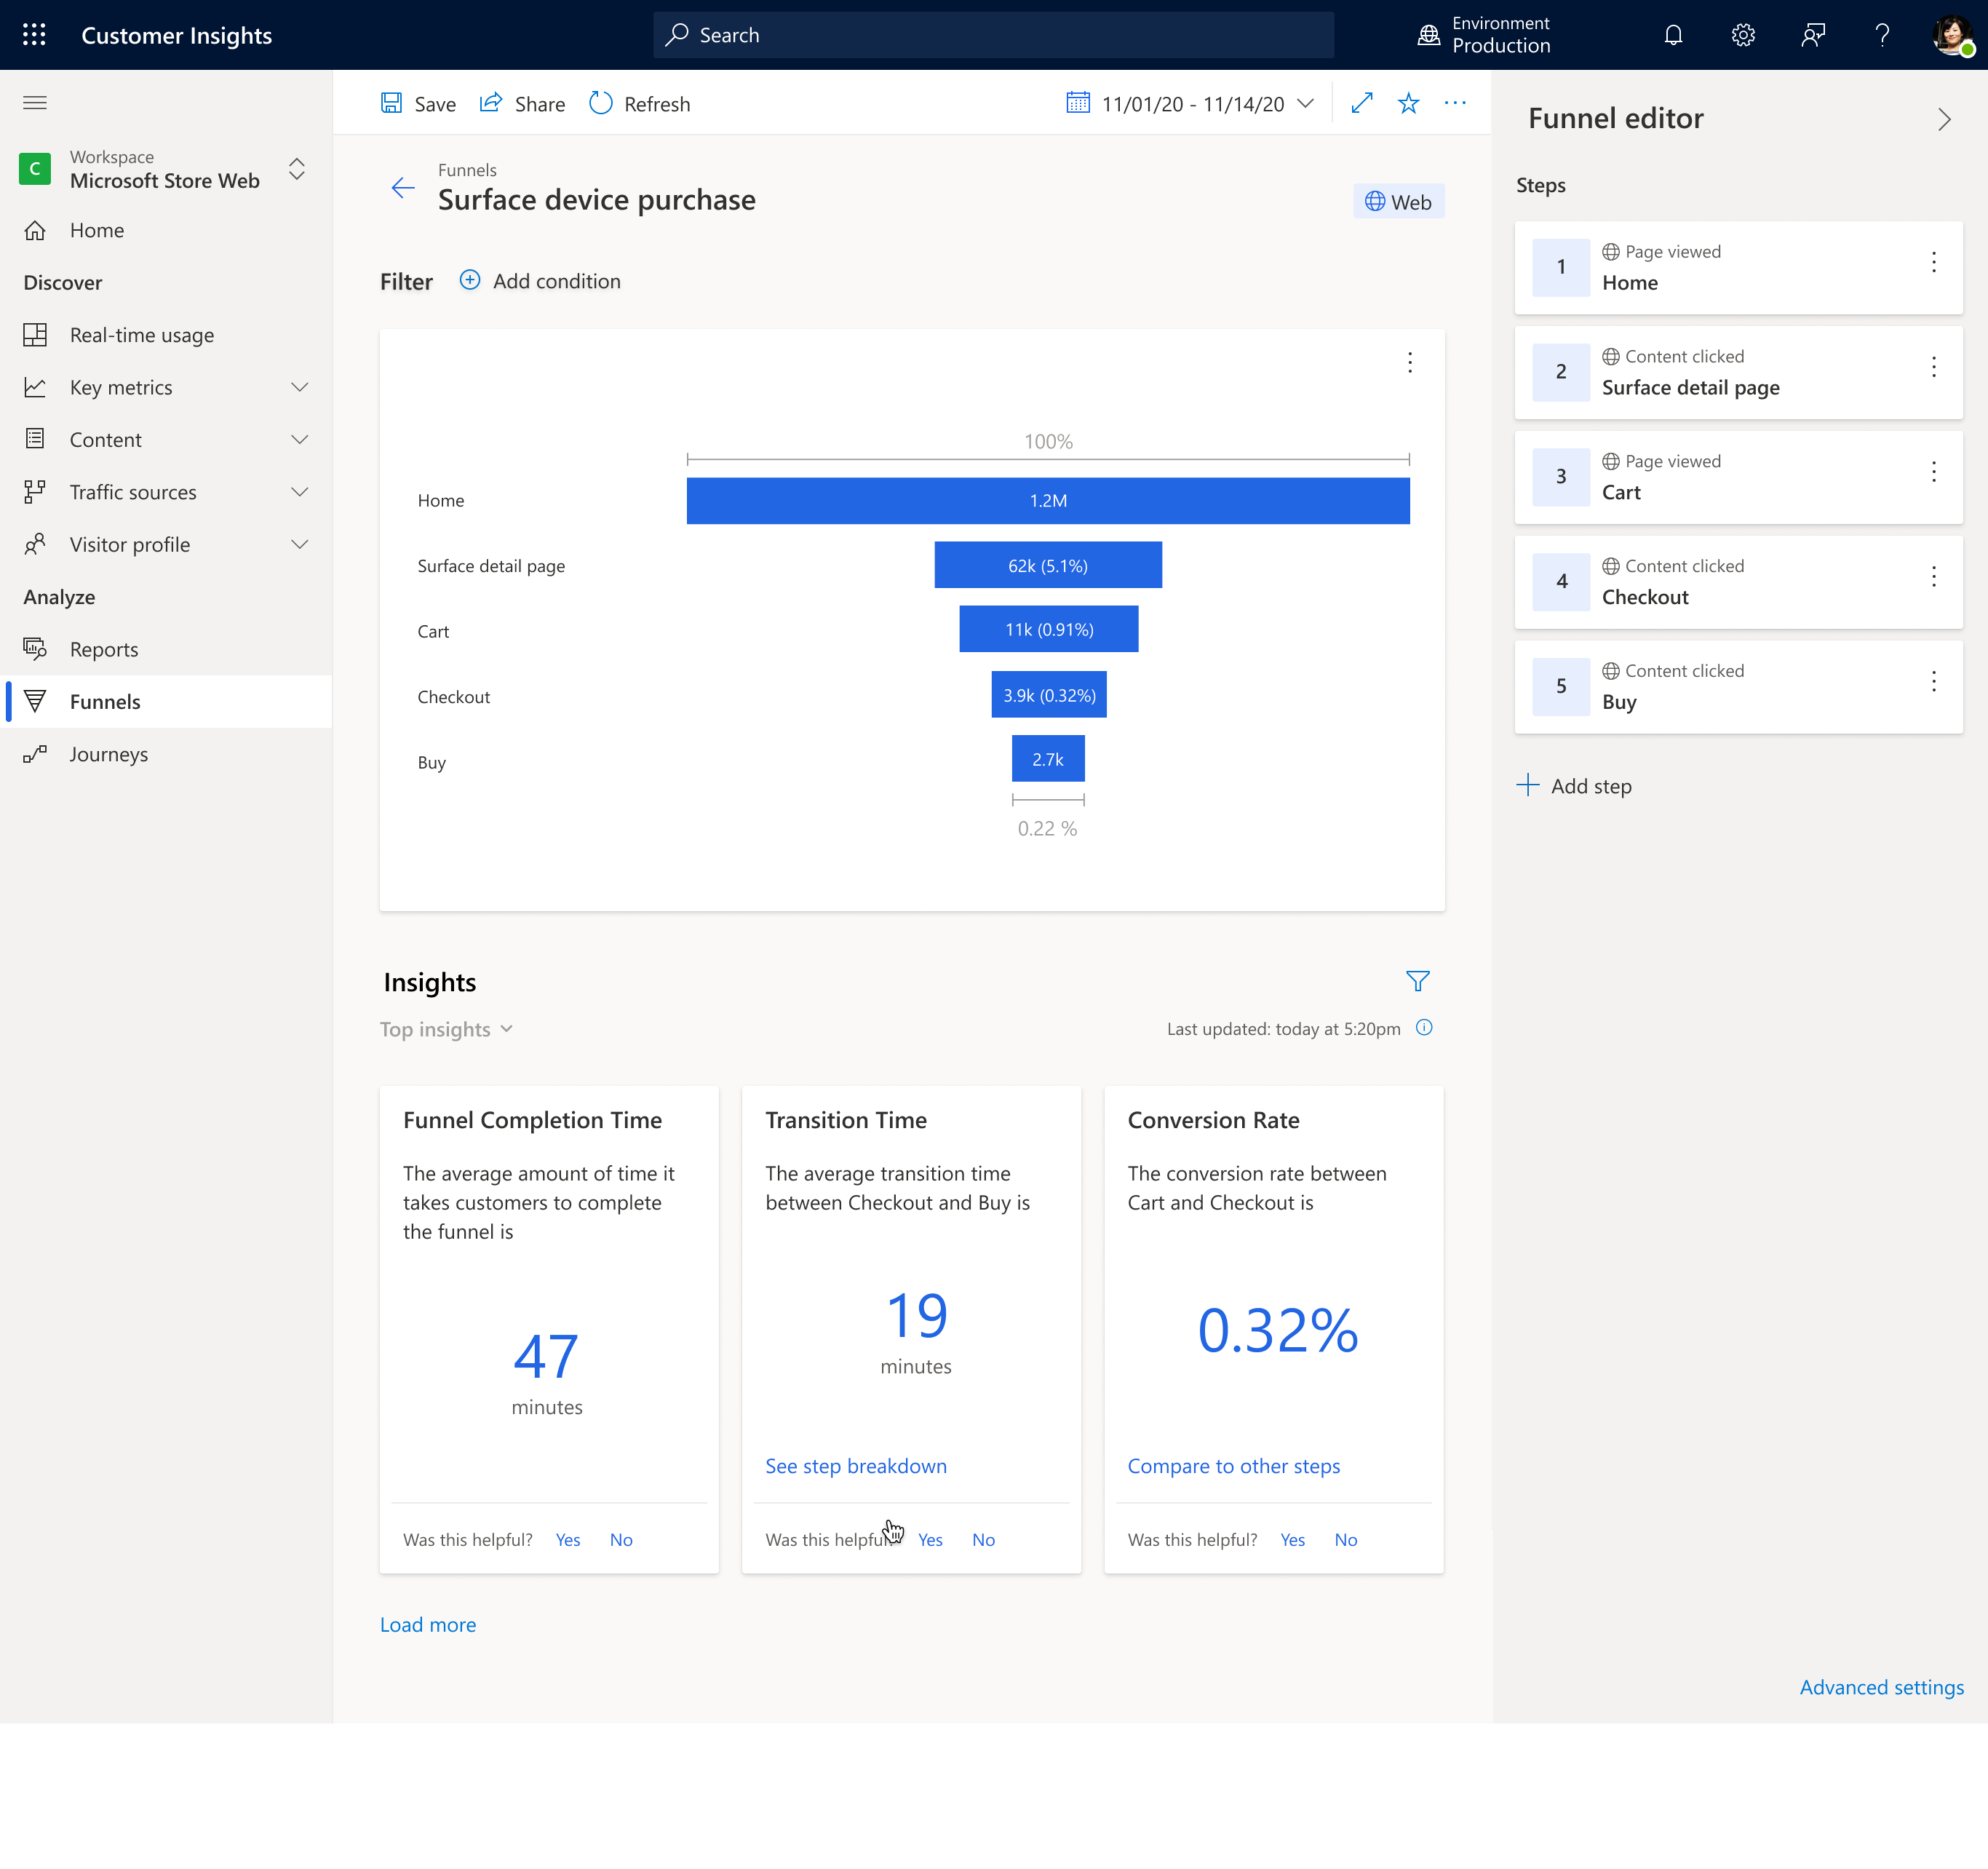 Customer Insights
Search
Environment
Production
Workspace
C
Microsoft Store Web
Home
Discover
Real-time usage
Key metrics
Content
Traffic sources
Visitor profile
Analyze
Reports
Funnels
Journeys
Save
Share
Refresh
11/01/20 - 11/14/20
Funnels
Surface device purchase
Web
Filter
Add condition
100%
Home
1.2M
Surface detail page
62k (5.1%)
Cart
11k (0.91%)
Checkout
3.9k (0.32%)
Buy
2.7k
0.22 %
Insights
Top insights
Last updated: today at 5:20pm
Funnel Completion Time
The average amount of time it
takes customers to complete
the funnel is
47
minutes
Was this helpful?
Yes
No
Transition Time
The average transition time
between Checkout and Buy is
19
minutes
See step breakdown
Was this helpful
Yes
No
Conversion Rate
The conversion rate between
Cart and Checkout is
0.32%
Compare to other steps
Was this helpful?
Yes
No
Load more
Funnel editor
Steps
1
Page viewed
Home
2
Content clicked
Surface detail page
3
Page viewed
Cart
4
Content clicked
Checkout
5
Content clicked
Buy
Add step
Advanced settings